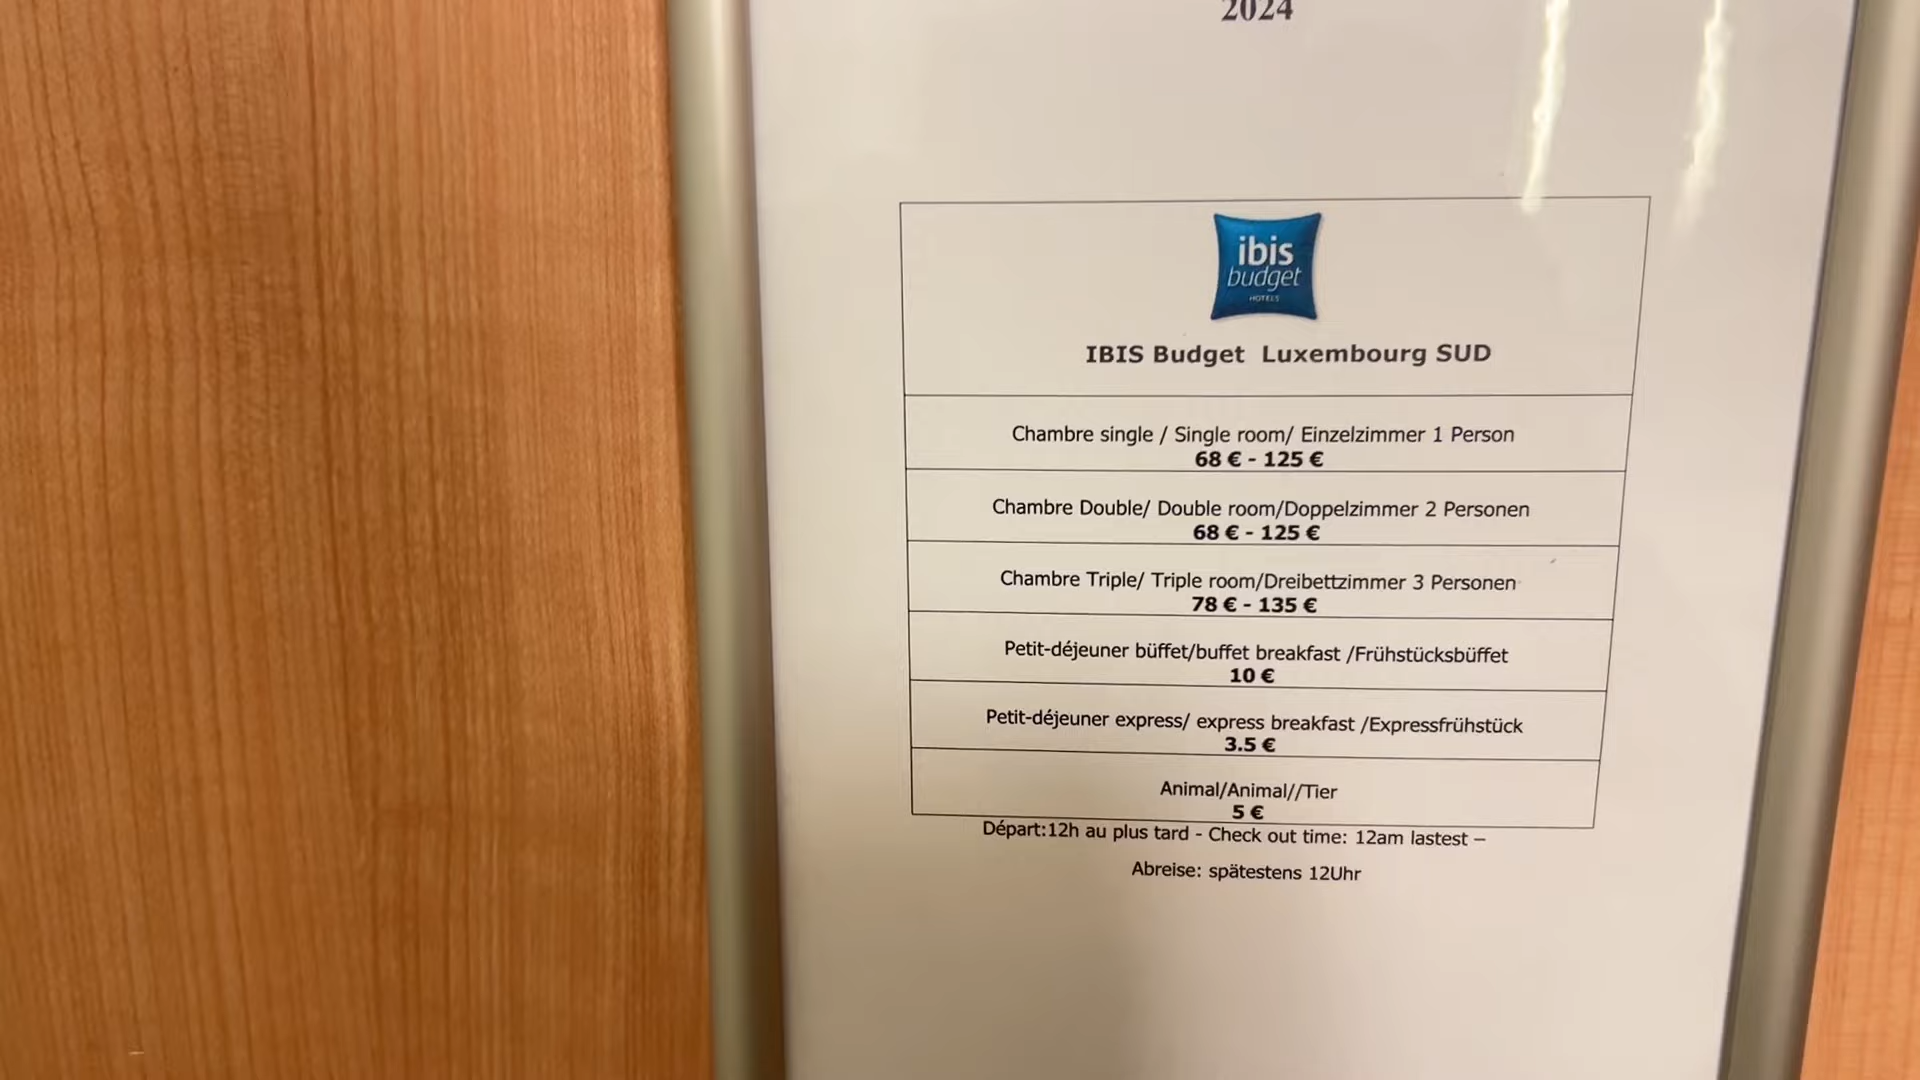 2024
ibis
budget
HOTELS
IBIS Budget Luxembourg SUD
Chambre single / Single room/ Einzelzimmer 1 Person
68 € - 125 €
Chambre Double/ Double room/Doppelzimmer 2 Personen
68 € - 125 €
Chambre Triple/ Triple room/Dreibettzimmer 3 Personen
78 € - 135 €
Petit-déjeuner büffet/buffet breakfast /Frühstücksbüffet
10 €
Petit-déjeuner express/ express breakfast /Expressfrühstück
3.5 €
Animal/Animal//Tier
5 €
Départ:12h au plus tard - Check out time: 12am lastest –
Abreise: spätestens 12Uhr